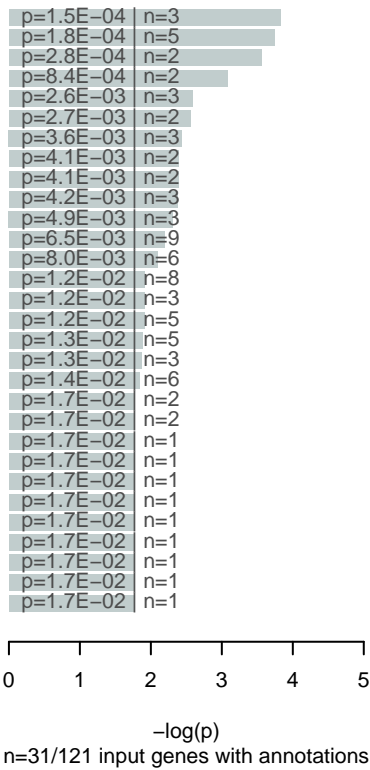 p=1.5E−04 n=3
p=1.8E−04 n=5
p=2.8E−04 n=2
p=8.4E−04 n=2
p=2.6E−03 n=3
p=2.7E−03 n=2
p=3.6E−03 n=3
p=4.1E−03 n=2
p=4.1E−03 n=2
p=4.2E−03 n=3
p=4.9E−03 n=3
p=6.5E−03 n=9
p=8.0E−03 n=6
p=1.2E−02 n=8
p=1.2E−02 n=3
p=1.2E−02 n=5
p=1.3E−02 n=5
p=1.3E−02 n=3
p=1.4E−02 n=6
p=1.7E−02 n=2
p=1.7E−02 n=2
p=1.7E−02 n=1
p=1.7E−02 n=1
p=1.7E−02 n=1
p=1.7E−02 n=1
p=1.7E−02 n=1
p=1.7E−02 n=1
p=1.7E−02 n=1
p=1.7E−02 n=1
p=1.7E−02 n=1
0 1 2 3 4 5
−log(p)
n=31/121 input genes with annotations